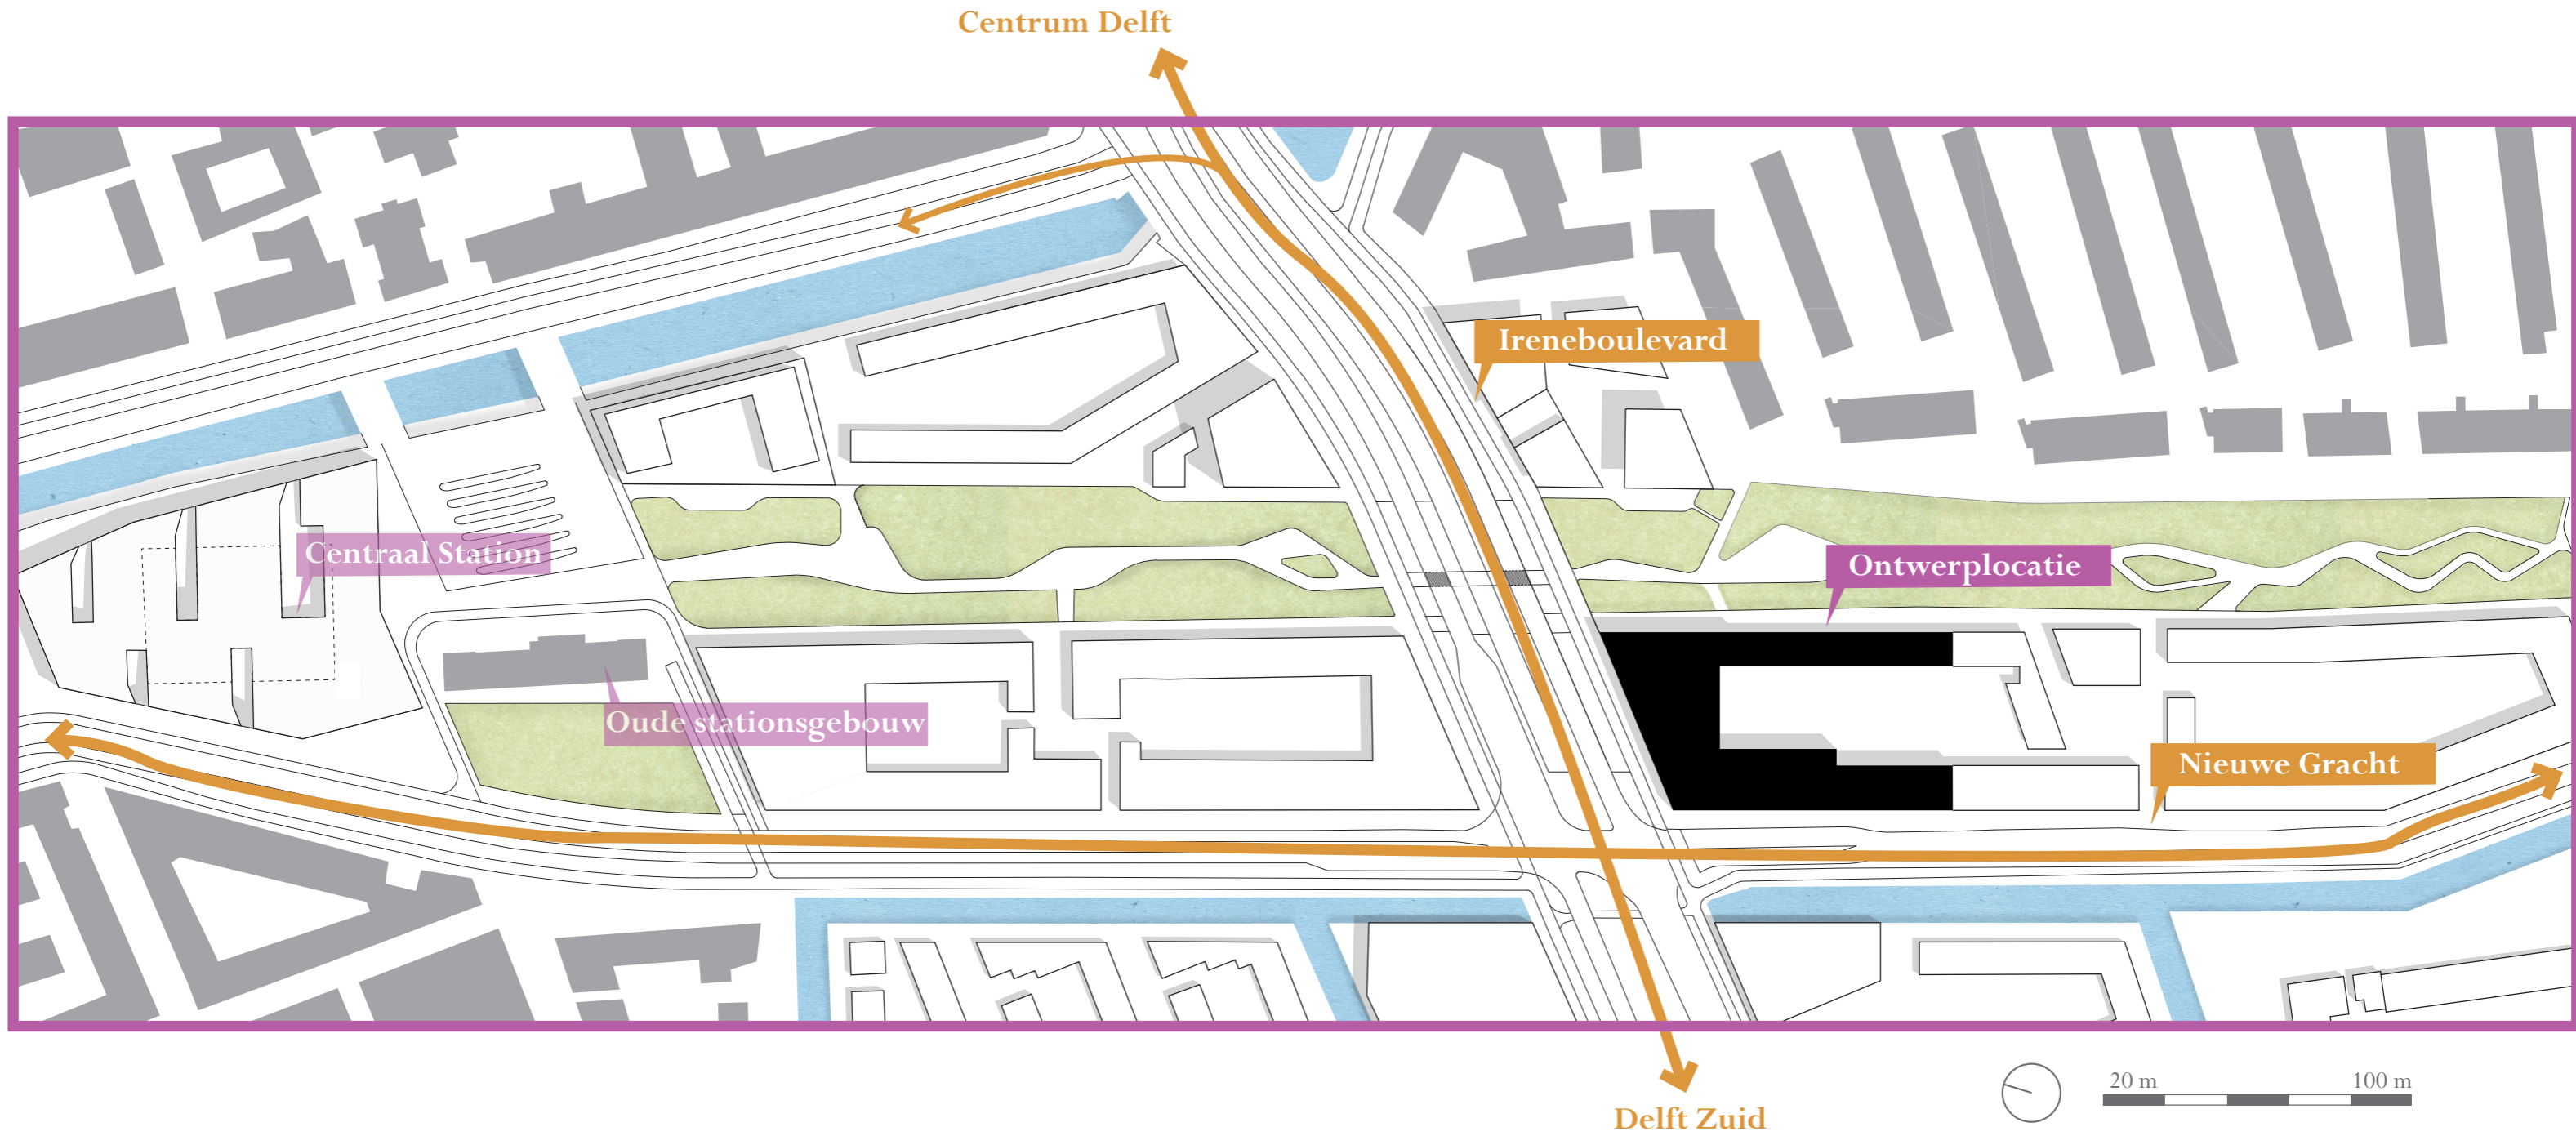 Centrum Delft
Ireneboulevard
Centraal Station
Ontwerplocatie
Oude stationsgebouw
Nieuwe Gracht
20 m
100 m
Delft Zuid